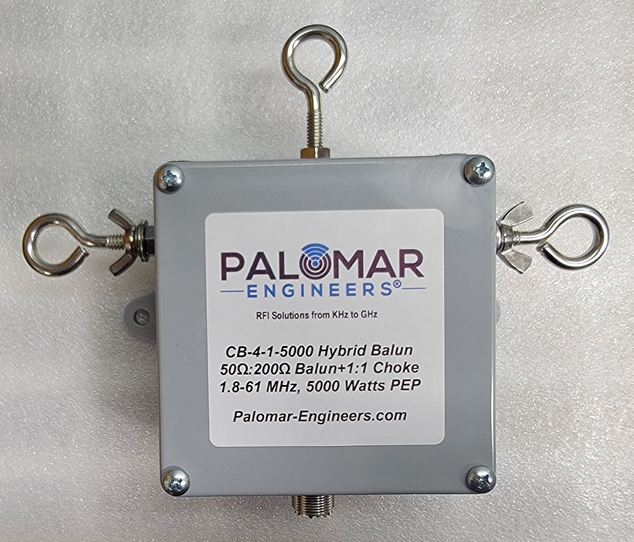 PALOMAR
ENGINEERS®
RFI Solutions from KHz to GHz
CB-4-1-5000 Hybrid Balun
50Ω:200Ω Balun+1:1 Choke
1.8-61 MHz, 5000 Watts PEP
Palomar-Engineers.com